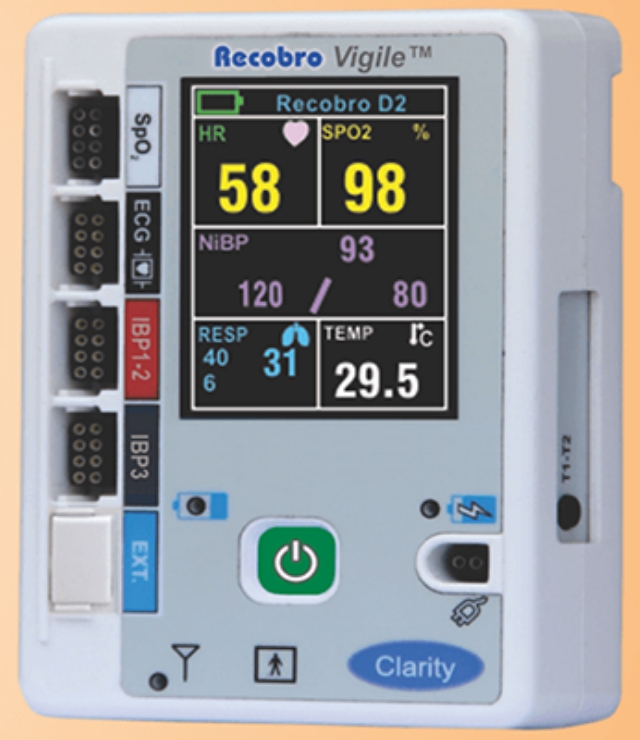 Recobro Vigile™
Recobro D2
HR
58
SPO2 %
98
NiBP
93
120 / 80
RESP
40
6
31
TEMP °C
29.5
SpO₂
ECG
IBP1-2
IBP3
EXT.
T1-T2
Clarity